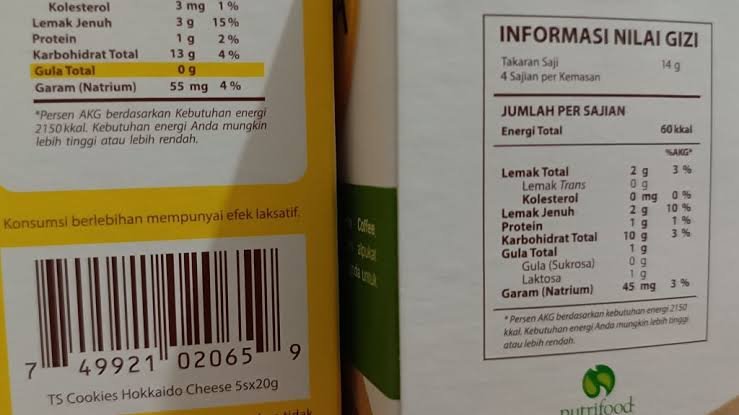 Kolesterol 3 mg 1 %
Lemak Jenuh 3 g 15 %
Protein 1 g 2 %
Karbohidrat Total 13 g 4 %
Gula Total 0 g
Garam (Natrium) 55 mg 4 %
*Persen AKG berdasarkan Kebutuhan energi
2150 kkal. Kebutuhan energi Anda mungkin
lebih tinggi atau lebih rendah.
Konsumsi berlebihan mempunyai efek laksatif.
7 49921 02065 9
TS Cookies Hokkaido Cheese 5sx20g
Coffee
alpukat
untuk
INFORMASI NILAI GIZI
Takaran Saji 14 g
4 Sajian per Kemasan
JUMLAH PER SAJIAN
Energi Total 60 kkal
%AKG*
Lemak Total 2 g 3 %
Lemak Trans 0 g
Kolesterol 0 mg 0 %
Lemak Jenuh 2 g 10 %
Protein 1 g 1 %
Karbohidrat Total 10 g 3 %
Gula Total 1 g
Gula (Sukrosa) 0 g
Laktosa 1 g
Garam (Natrium) 45 mg 3 %
* Persen AKG berdasarkan kebutuhan energi 2150
kkal. Kebutuhan energi Anda mungkin lebih tinggi
atau lebih rendah.
nutrifood